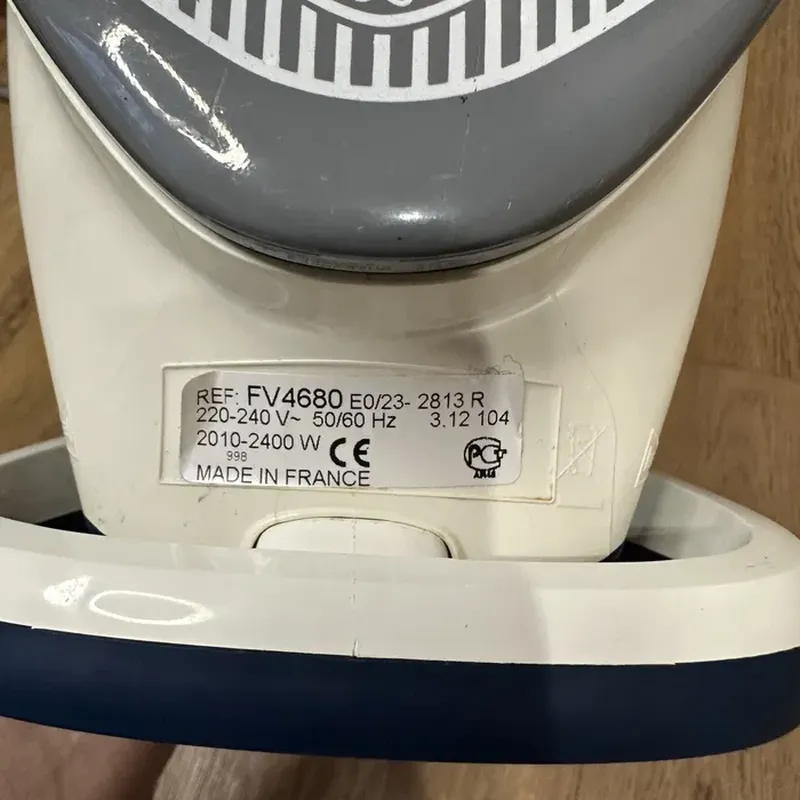 REF: FV4680 E0/23- 2813 R
220-240 V~ 50/60 Hz 3.12 104
2010-2400 W CE
998
MADE IN FRANCE